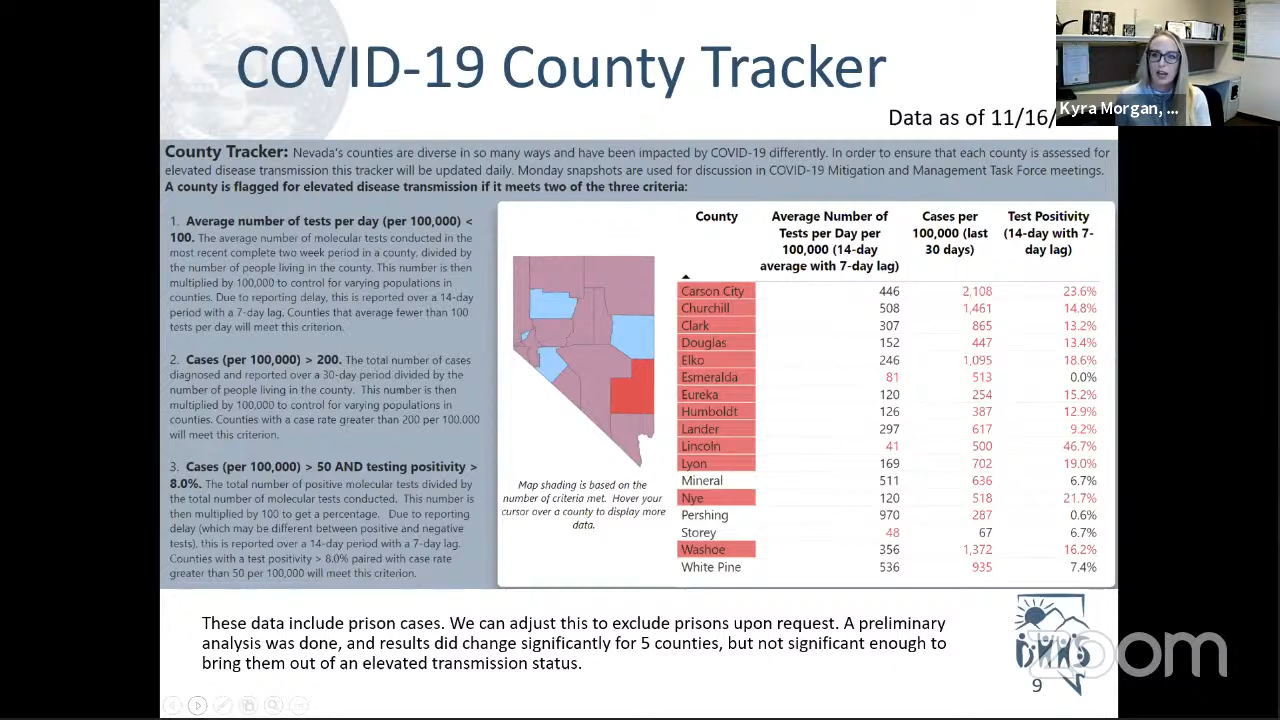 COVID-19 County Tracker
Data as of 11/16/
Kyra Morgan, ...
County Tracker: Nevada's counties are diverse in so many ways and have been impacted by COVID-19 differently. In order to ensure that each county is assessed for
elevated disease transmission this tracker will be updated daily. Monday snapshots are used for discussion in COVID-19 Mitigation and Management Task Force meetings.
A county is flagged for elevated disease transmission if it meets two of the three criteria:
1. Average number of tests per day (per 100,000) <
100. The average number of molecular tests conducted in the
most recent complete two week period in a county, divided by
the number of people living in the county. This number is then
multiplied by 100,000 to control for varying populations in
counties. Due to reporting delay, this is reported over a 14-day
period with a 7-day lag. Counties that average fewer than 100
tests per day will meet this criterion.
2. Cases (per 100,000) > 200. The total number of cases
diagnosed and reported over a 30-day period divided by the
number of people living in the county. This number is then
multiplied by 100,000 to control for varying populations in
counties. Counties with a case rate greater than 200 per 100,000
will meet this criterion.
3. Cases (per 100,000) > 50 AND testing positivity >
8.0%. The total number of positive molecular tests divided by
the total number of molecular tests conducted. This number is
then multiplied by 100 to get a percentage. Due to reporting
delay (which may be different between positive and negative
tests), this is reported over a 14-day period with a 7-day lag.
Counties with a test positivity > 8.0% paired with case rate
greater than 50 per 100,000 will meet this criterion.
Map shading is based on the
number of criteria met. Hover your
cursor over a county to display more
data.
County Average Number of Cases per Test Positivity
Tests per Day per 100,000 (last (14-day with 7-
100,000 (14-day 30 days) day lag)
average with 7-day lag)
Carson City 446 2,108 23.6%
Churchill 508 1,461 14.8%
Clark 307 865 13.2%
Douglas 152 447 13.4%
Elko 246 1,095 18.6%
Esmeralda 81 513 0.0%
Eureka 120 254 15.2%
Humboldt 126 387 12.9%
Lander 297 617 9.2%
Lincoln 41 500 46.7%
Lyon 169 702 19.0%
Mineral 511 636 6.7%
Nye 120 518 21.7%
Pershing 970 287 0.6%
Storey 48 67 6.7%
Washoe 356 1,372 16.2%
White Pine 536 935 7.4%
These data include prison cases. We can adjust this to exclude prisons upon request. A preliminary
analysis was done, and results did change significantly for 5 counties, but not significant enough to
bring them out of an elevated transmission status.
zoom
9